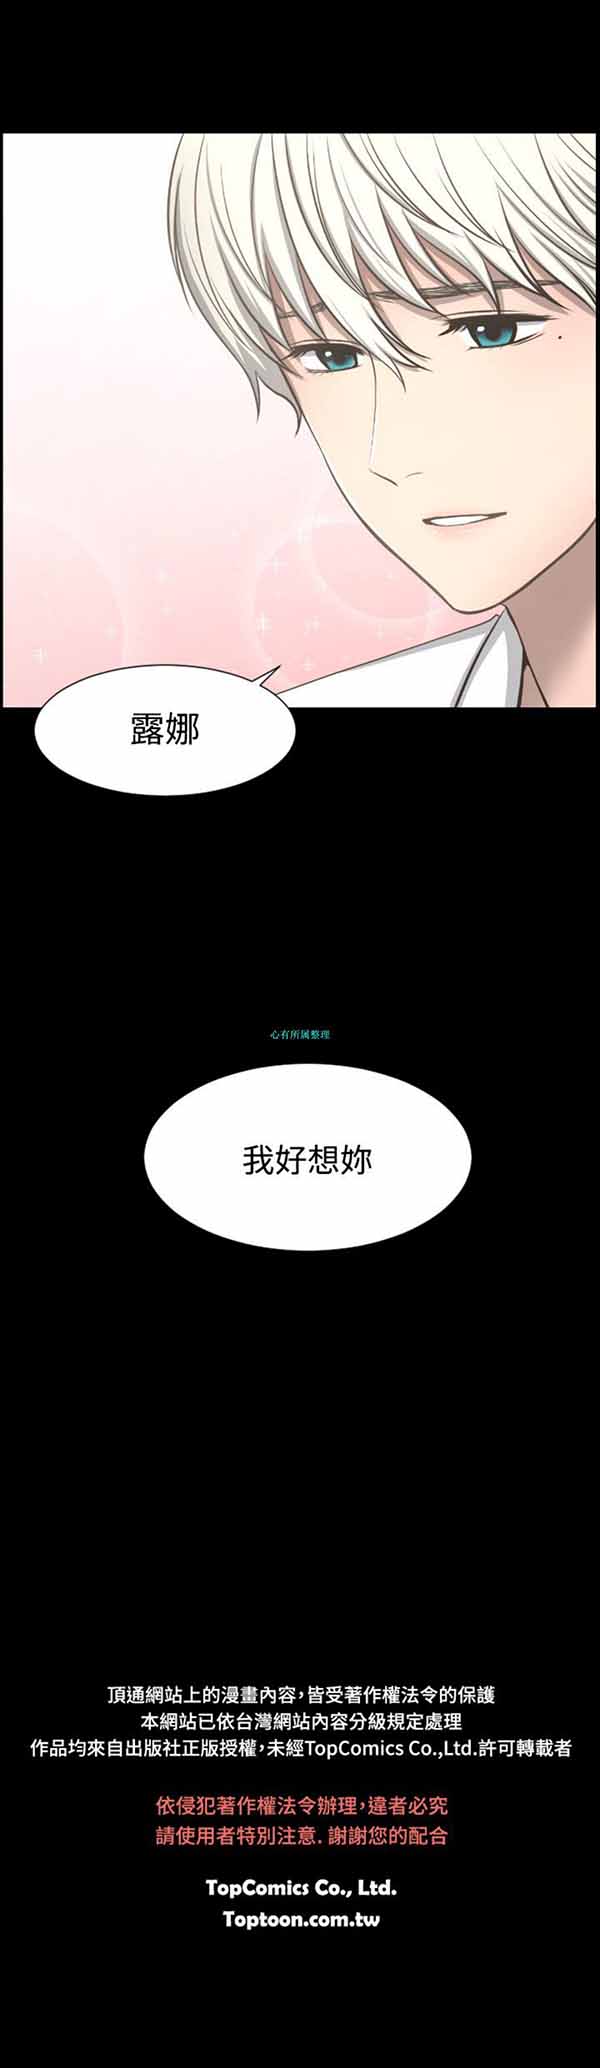 露娜
心有所属整理
我好想妳
頂通網站上的漫畫內容，皆受著作權法令的保護
本網站已依台灣網站內容分級規定處理
作品均來自出版社正版授權，未經TopComics Co.,Ltd.許可轉載者
依侵犯著作權法令辦理，違者必究
請使用者特別注意. 謝謝您的配合
TopComics Co., Ltd.
Toptoon.com.tw